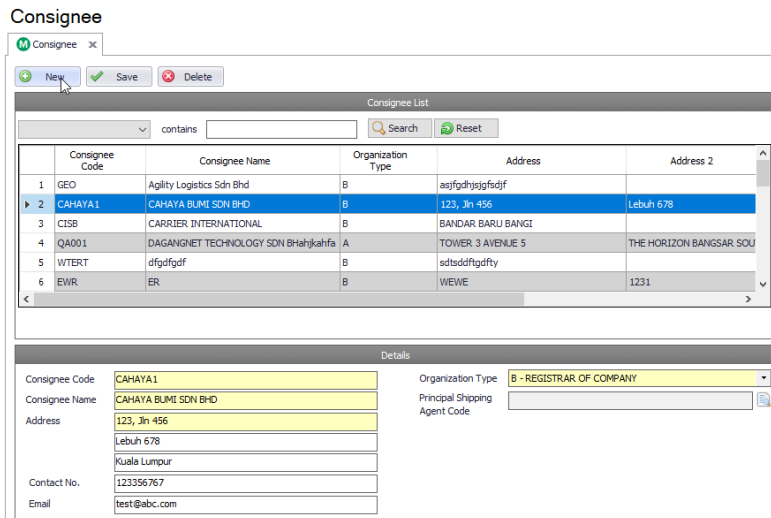 Consignee
M Consignee x
New Save Delete
Consignee List
contains Search Reset
Consignee Code Consignee Name Organization Type Address Address 2
1 GEO Agility Logistics Sdn Bhd B asjfgdhjsjgfsdjf
2 CAHAYA1 CAHAYA BUMI SDN BHD B 123, Jln 456 Lebuh 678
3 CISB CARRIER INTERNATIONAL B BANDAR BARU BANGI
4 QA001 DAGANGNET TECHNOLOGY SDN BHahjkahfa A TOWER 3 AVENUE 5 THE HORIZON BANGSAR SOU
5 WTERT dfgdfgdf B sdtsddftgdfty
6 EWR ER B WEWE 1231
Details
Consignee Code CAHAYA1 Organization Type B - REGISTRAR OF COMPANY
Consignee Name CAHAYA BUMI SDN BHD Principal Shipping Agent Code
Address 123, Jln 456
Lebuh 678
Kuala Lumpur
Contact No. 123356767
Email test@abc.com